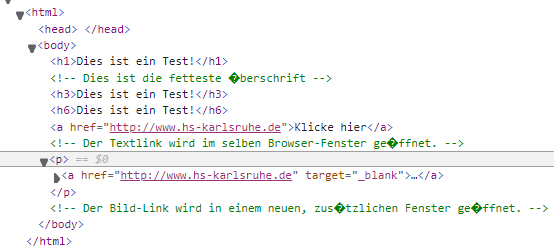 <html>
<head> </head>
<body>
<h1>Dies ist ein Test!</h1>
<!-- Dies ist die fetteste �berschrift -->
<h3>Dies ist ein Test!</h3>
<h6>Dies ist ein Test!</h6>
<a href="http://www.hs-karlsruhe.de">Klicke hier</a>
<!-- Der Textlink wird im selben Browser-Fenster ge�ffnet. -->
<p> == $0
<a href="http://www.hs-karlsruhe.de" target="_blank">…</a>
</p>
<!-- Der Bild-Link wird in einem neuen, zus�tzlichen Fenster ge�ffnet. -->
</body>
</html>